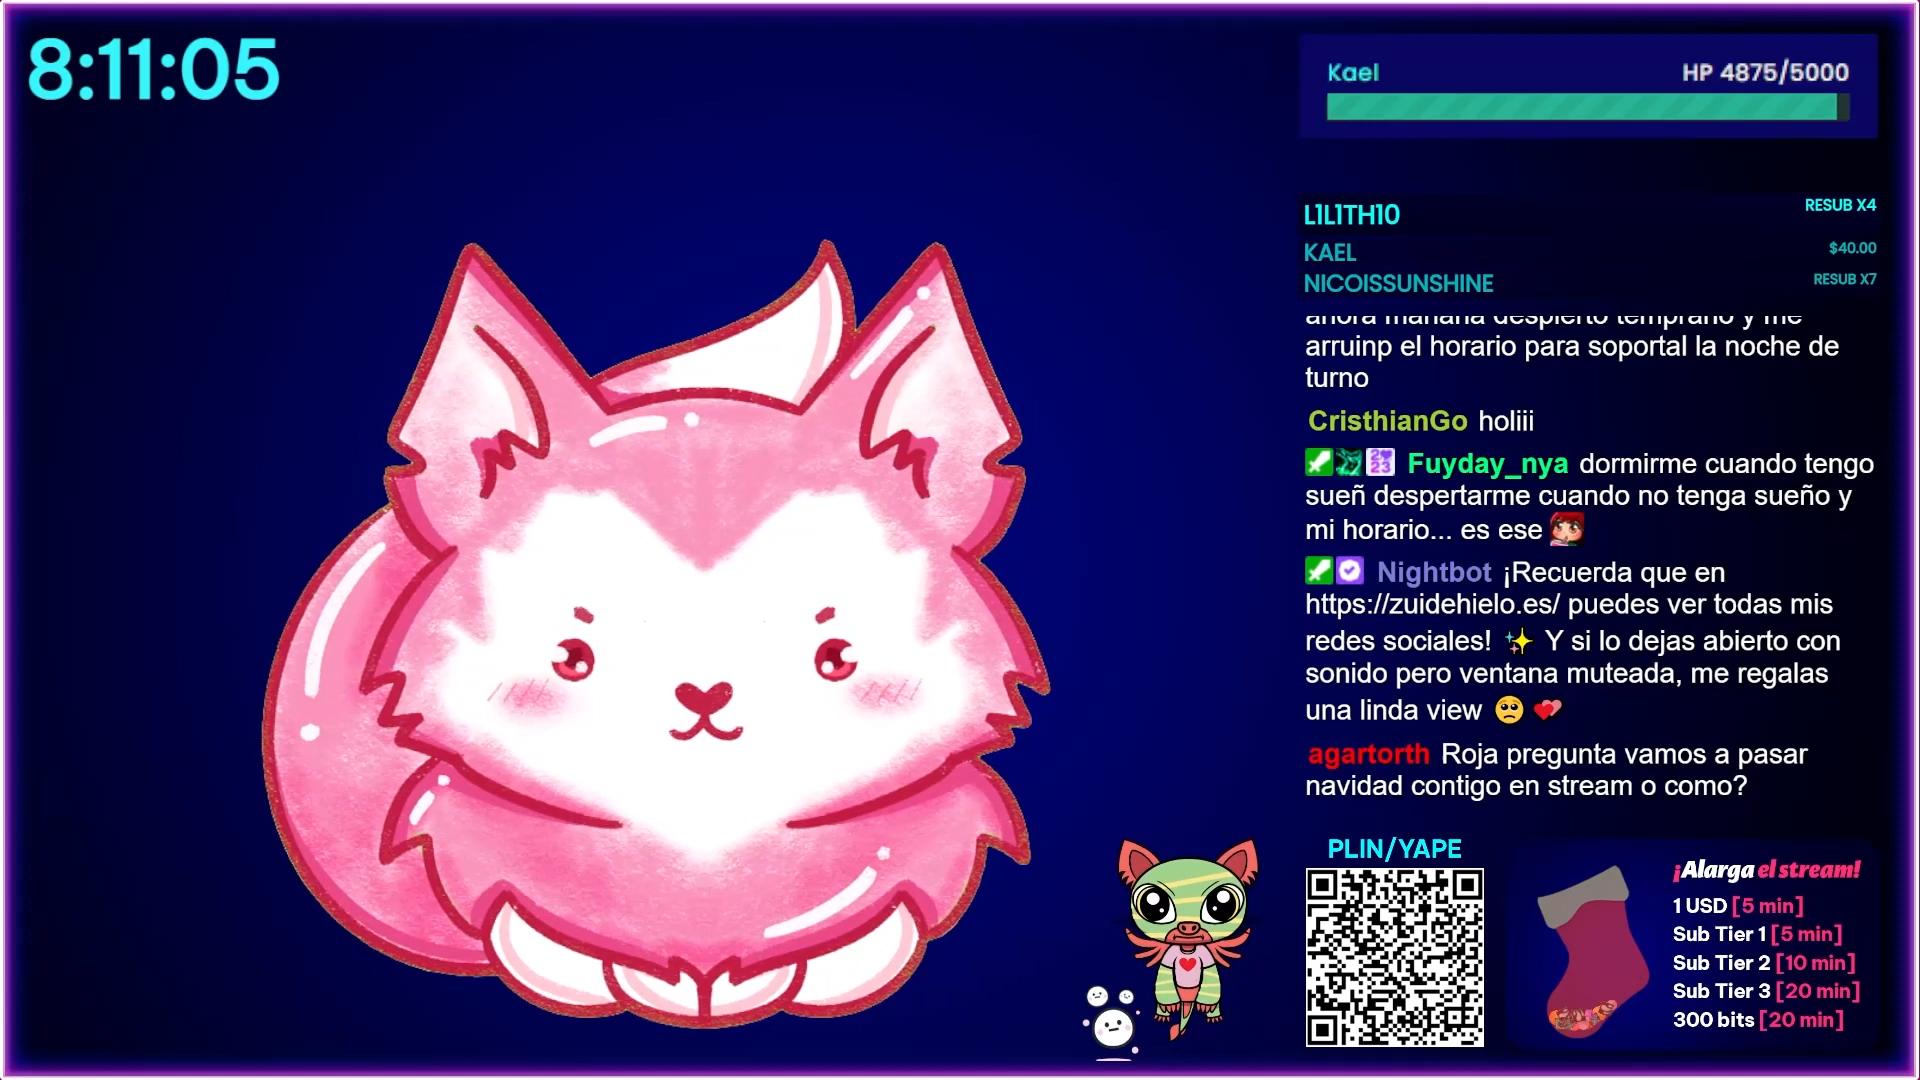 8:11:05
Kael HP 4875/5000
L1L1TH10 RESUB X4
KAEL $40.00
NICOISSUNSHINE RESUB X7
ahora mañana despierto temprano y me
arruinp el horario para soportal la noche de
turno
CristhianGo holiii
Fuyday_nya dormirme cuando tengo
sueñ despertarme cuando no tenga sueño y
mi horario... es ese
Nightbot ¡Recuerda que en
https://zuidehielo.es/ puedes ver todas mis
redes sociales! ✨ Y si lo dejas abierto con
sonido pero ventana muteada, me regalas
una linda view 🥺 💕
agartorth Roja pregunta vamos a pasar
navidad contigo en stream o como?
PLIN/YAPE
¡Alarga el stream!
1 USD [5 min]
Sub Tier 1 [5 min]
Sub Tier 2 [10 min]
Sub Tier 3 [20 min]
300 bits [20 min]